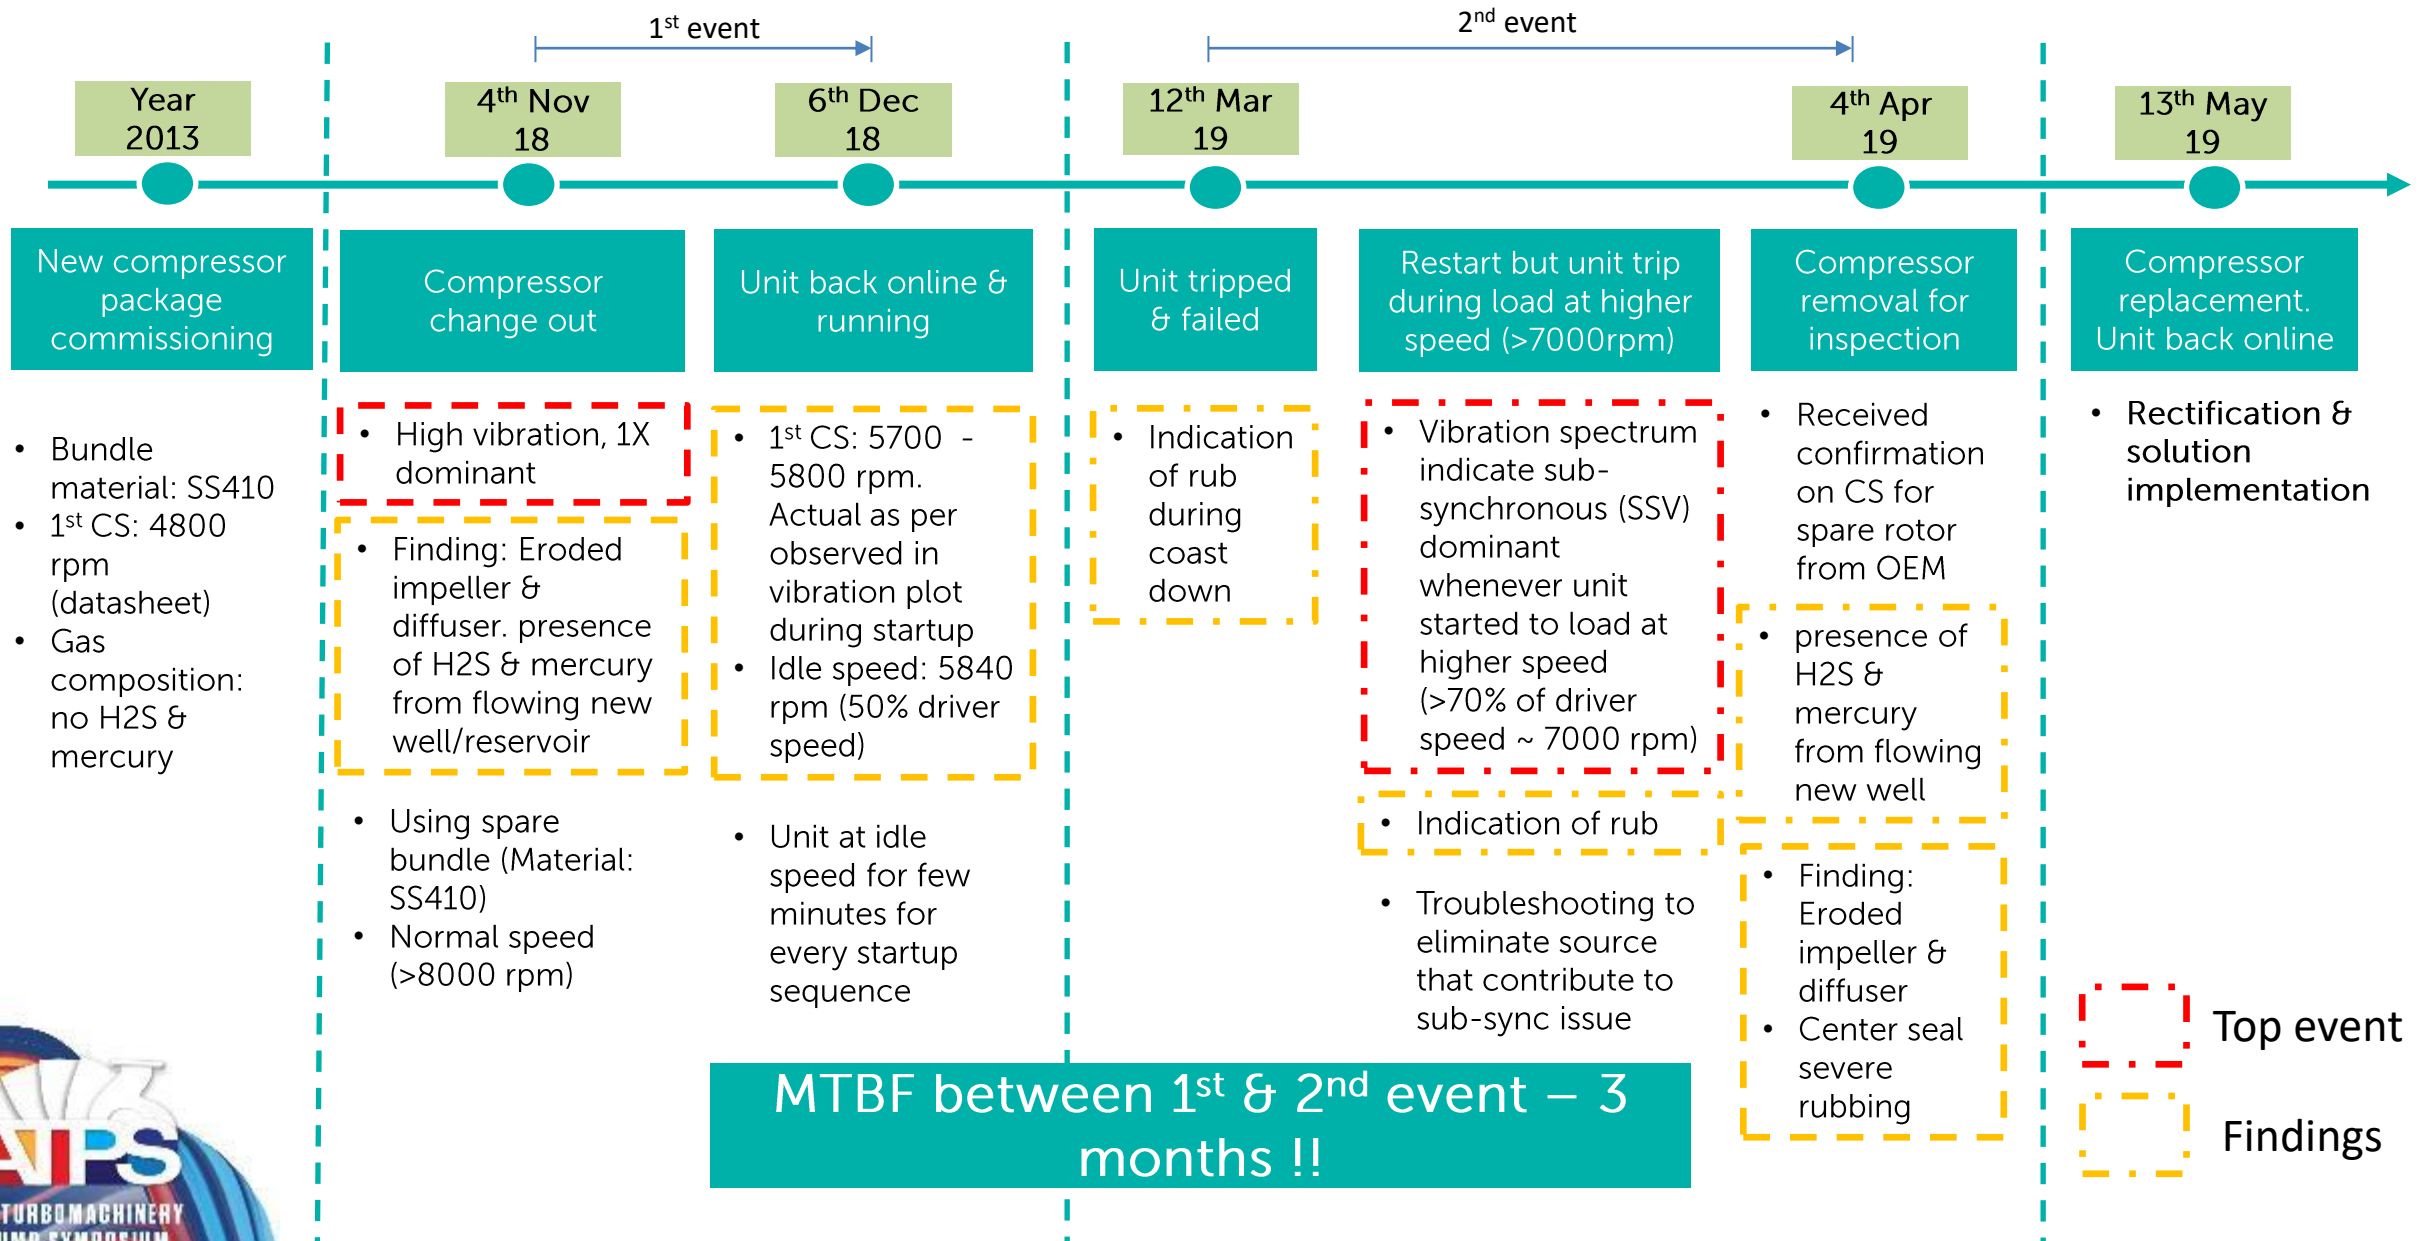 1st event
2nd event
Year
2013
4th Nov
18
6th Dec
18
12th Mar
19
4th Apr
19
13th May
19
New compressor
package
commissioning
Compressor
change out
Unit back online &
running
Unit tripped
& failed
Restart but unit trip
during load at higher
speed (>7000rpm)
Compressor
removal for
inspection
Compressor
replacement.
Unit back online
• Bundle
material: SS410
• 1st CS: 4800
rpm
(datasheet)
• Gas
composition:
no H2S &
mercury
• High vibration, 1X
dominant
• Finding: Eroded
impeller &
diffuser. presence
of H2S & mercury
from flowing new
well/reservoir
• Using spare
bundle (Material:
SS410)
• Normal speed
(>8000 rpm)
• 1st CS: 5700 -
5800 rpm.
Actual as per
observed in
vibration plot
during startup
• Idle speed: 5840
rpm (50% driver
speed)
• Unit at idle
speed for few
minutes for
every startup
sequence
• Indication
of rub
during
coast
down
• Vibration spectrum
indicate sub-
synchronous (SSV)
dominant
whenever unit
started to load at
higher speed
(>70% of driver
speed ~ 7000 rpm)
• Indication of rub
• Troubleshooting to
eliminate source
that contribute to
sub-sync issue
• Received
confirmation
on CS for
spare rotor
from OEM
• presence of
H2S &
mercury
from flowing
new well
• Finding:
Eroded
impeller &
diffuser
• Center seal
severe
rubbing
• Rectification &
solution
implementation
MTBF between 1st & 2nd event – 3
months !!
Top event
Findings
ATPS
TURBOMACHINERY
SYMPOSIUM